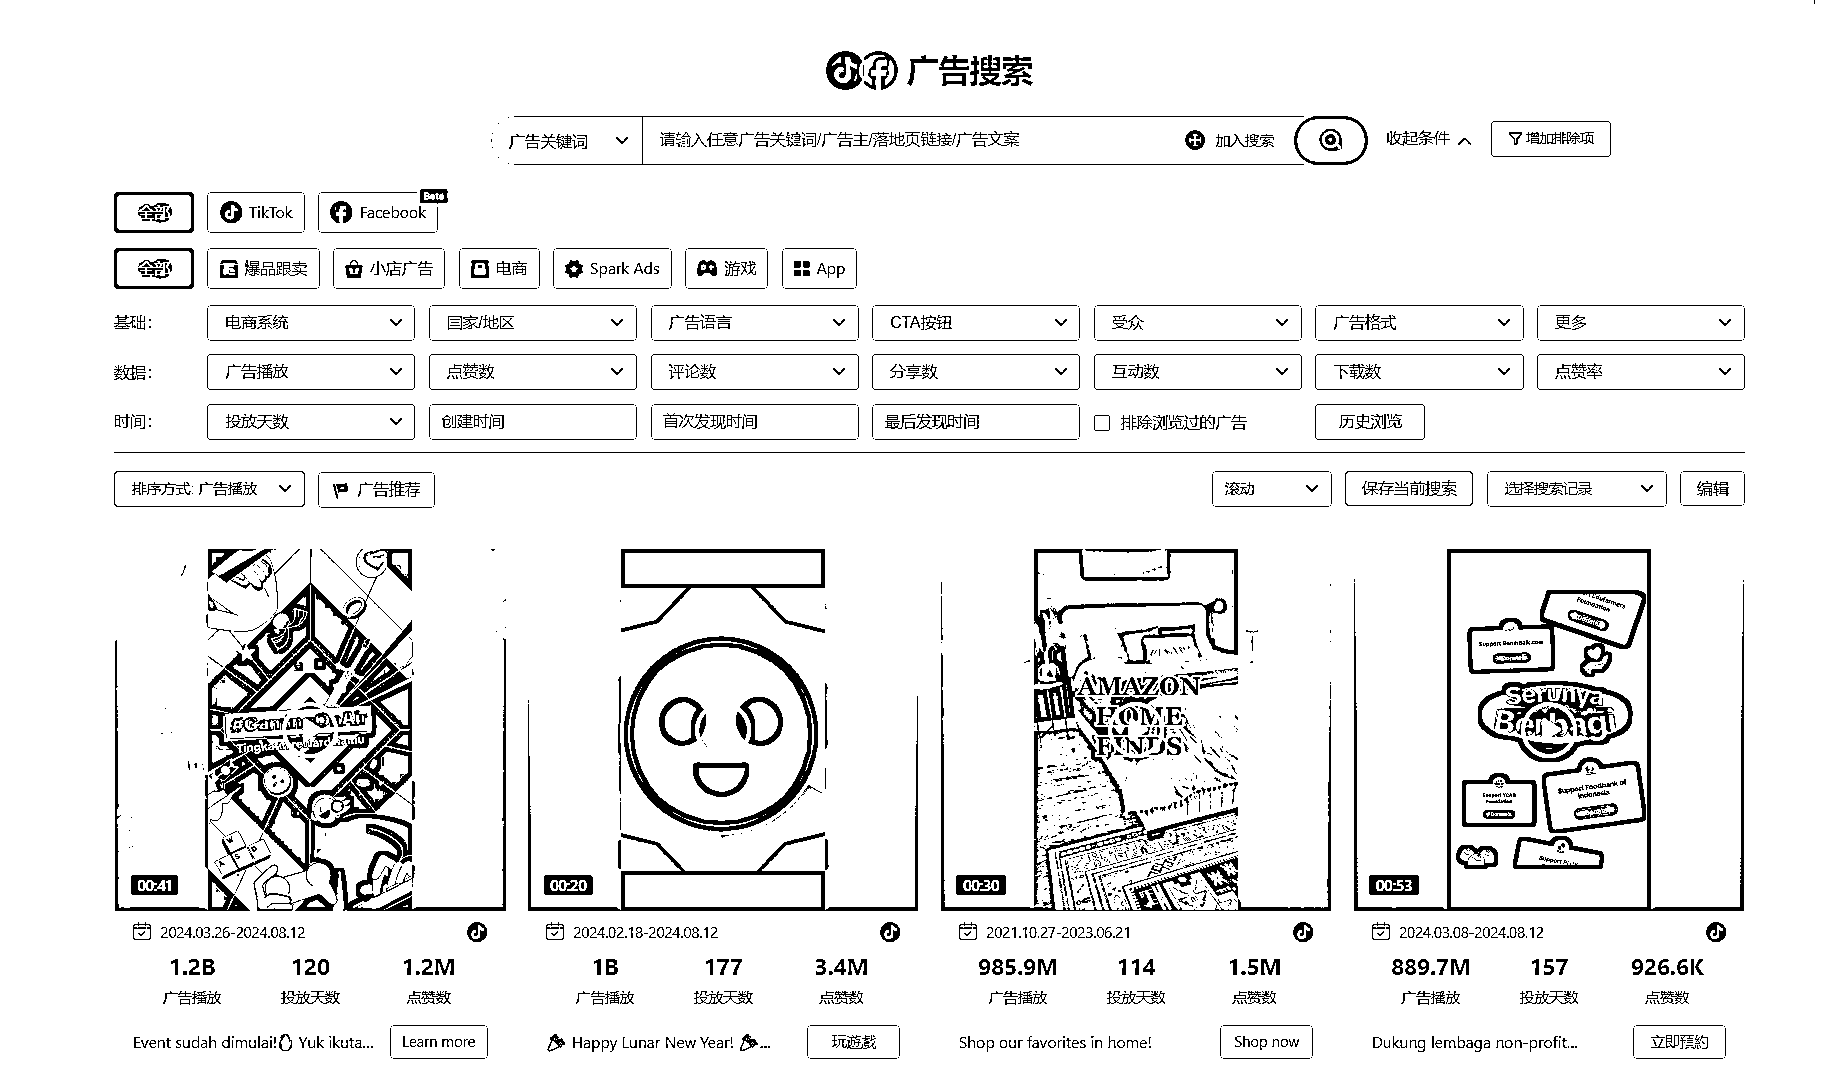 广告搜索
广告关键词 请输入任意广告关键词/广告主/落地页链接/广告文案 加入搜索 收起条件 增加排除项
全部 TikTok Facebook Beta
全部 爆品跟卖 小店广告 电商 Spark Ads 游戏 App
基础: 电商系统 国家/地区 广告语言 CTA按钮 受众 广告格式 更多
数据: 广告播放 点赞数 评论数 分享数 互动数 下载数 点赞率
时间: 投放天数 创建时间 首次发现时间 最后发现时间 排除浏览过的广告 历史浏览
排序方式: 广告播放 广告推荐 滚动 保存当前搜索 选择搜索记录 编辑
AMAZON
HOME
FINDS
Foundation
Support BenihBaik.com
Serunya
Berbagi
Support Foodbank of
Indonesia
00:41 00:20 00:30 00:53
2024.03.26-2024.08.12 2024.02.18-2024.08.12 2021.10.27-2023.06.21 2024.03.08-2024.08.12
1.2B 120 1.2M 1B 177 3.4M 985.9M 114 1.5M 889.7M 157 926.6K
广告播放 投放天数 点赞数 广告播放 投放天数 点赞数 广告播放 投放天数 点赞数 广告播放 投放天数 点赞数
Event sudah dimulai! Yuk ikuta... Learn more Happy Lunar New Year! ... 玩遊戲 Shop our favorites in home! Shop now Dukung lembaga non-profit... 立即預約